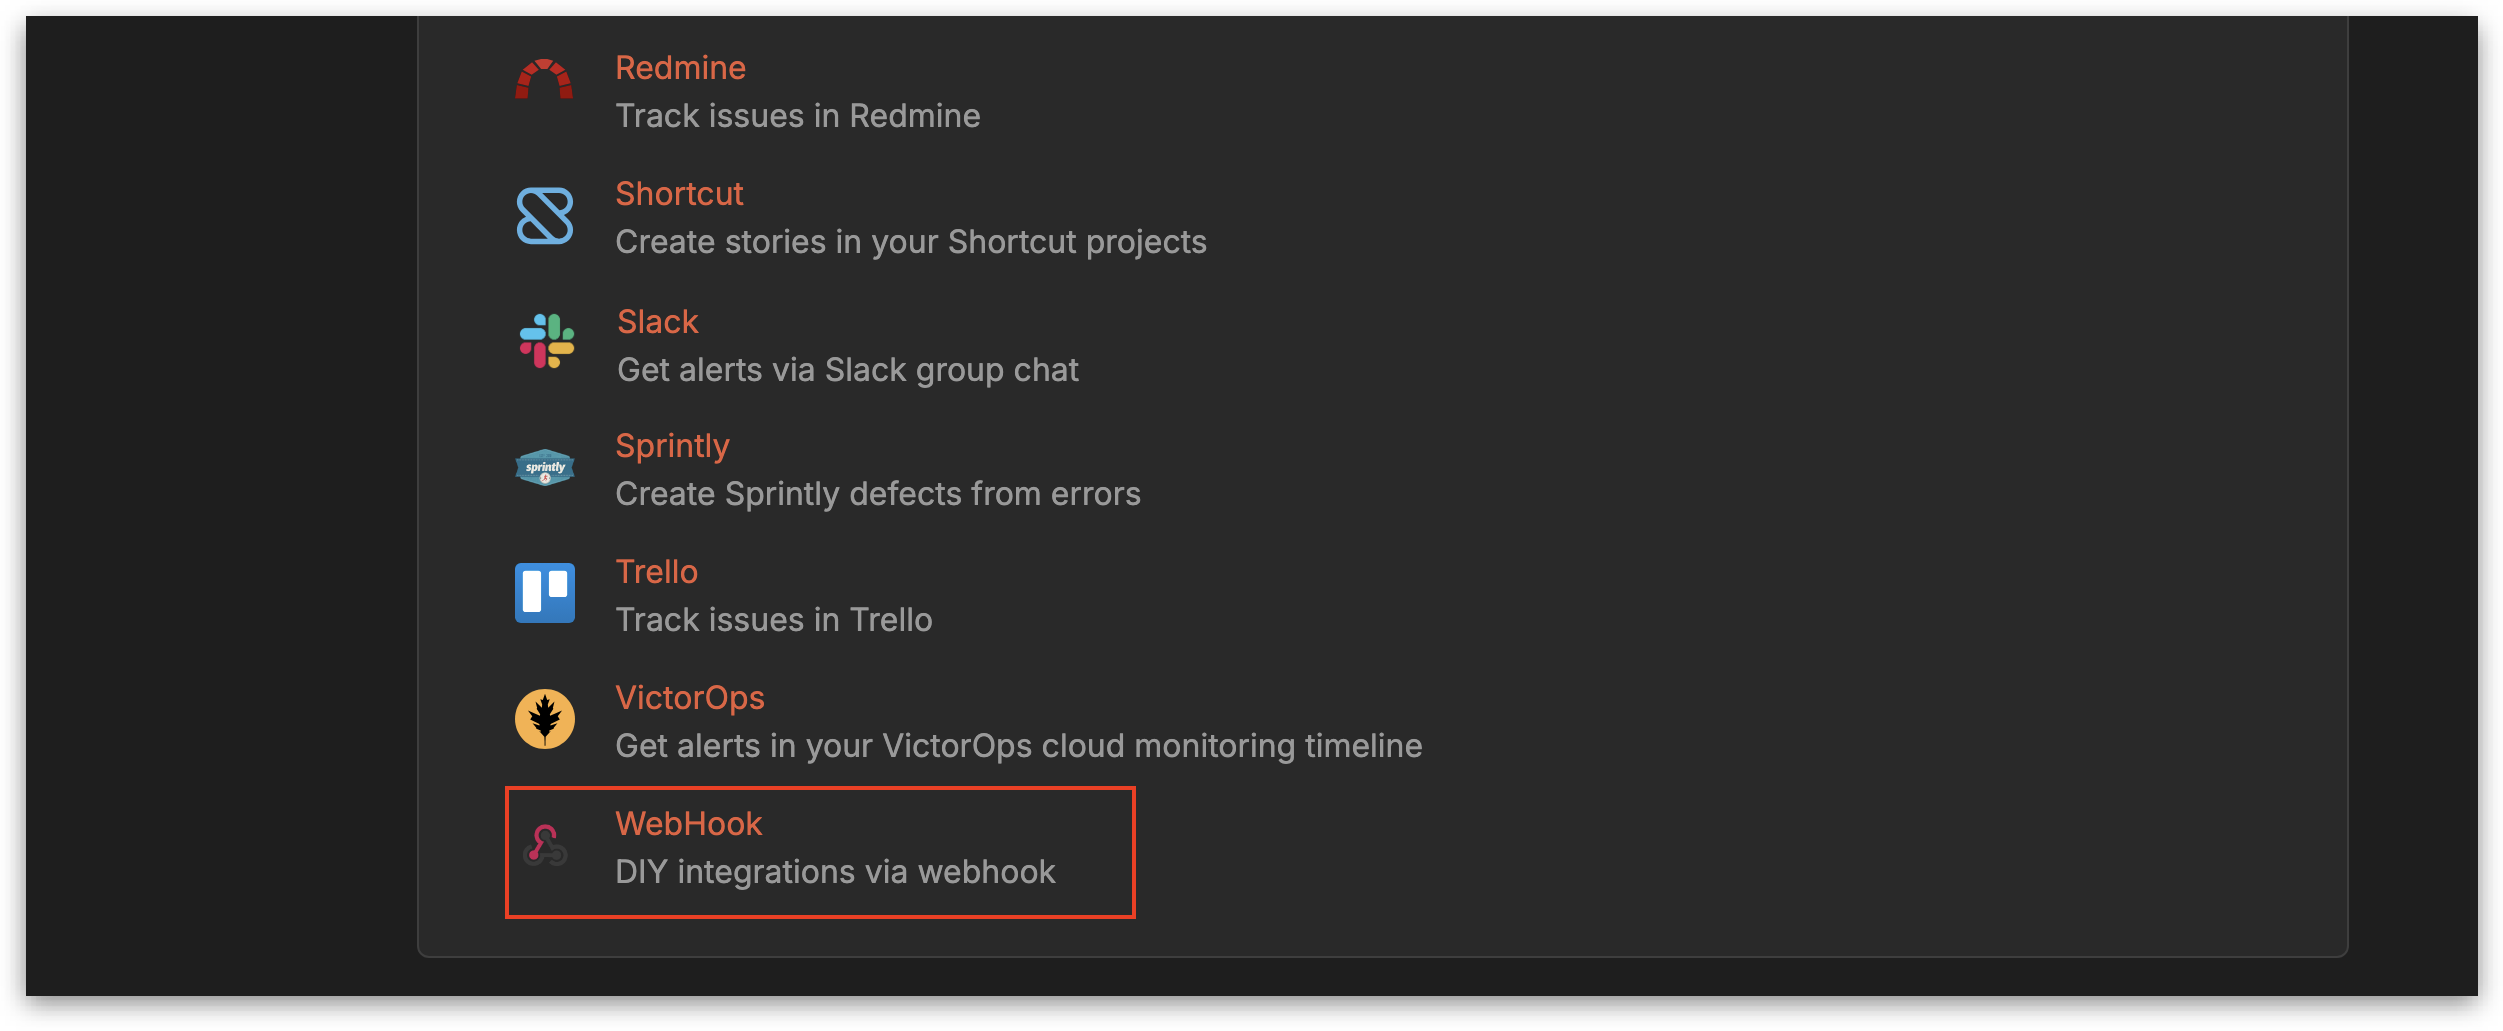 Redmine
Track issues in Redmine
Shortcut
Create stories in your Shortcut projects
Slack
Get alerts via Slack group chat
sprintly
Sprintly
Create Sprintly defects from errors
Trello
Track issues in Trello
VictorOps
Get alerts in your VictorOps cloud monitoring timeline
WebHook
DIY integrations via webhook